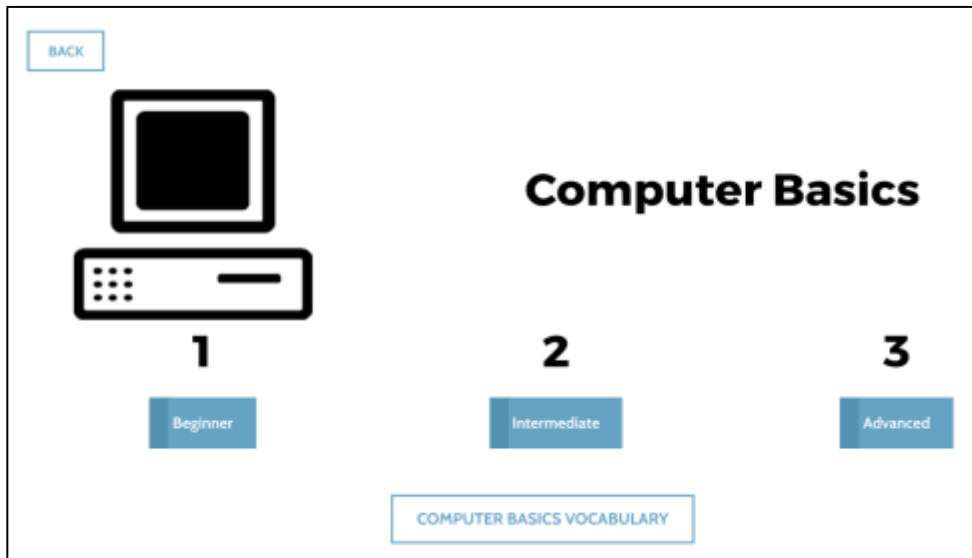 BACK
Computer Basics
1
2
3
Beginner
Intermediate
Advanced
COMPUTER BASICS VOCABULARY